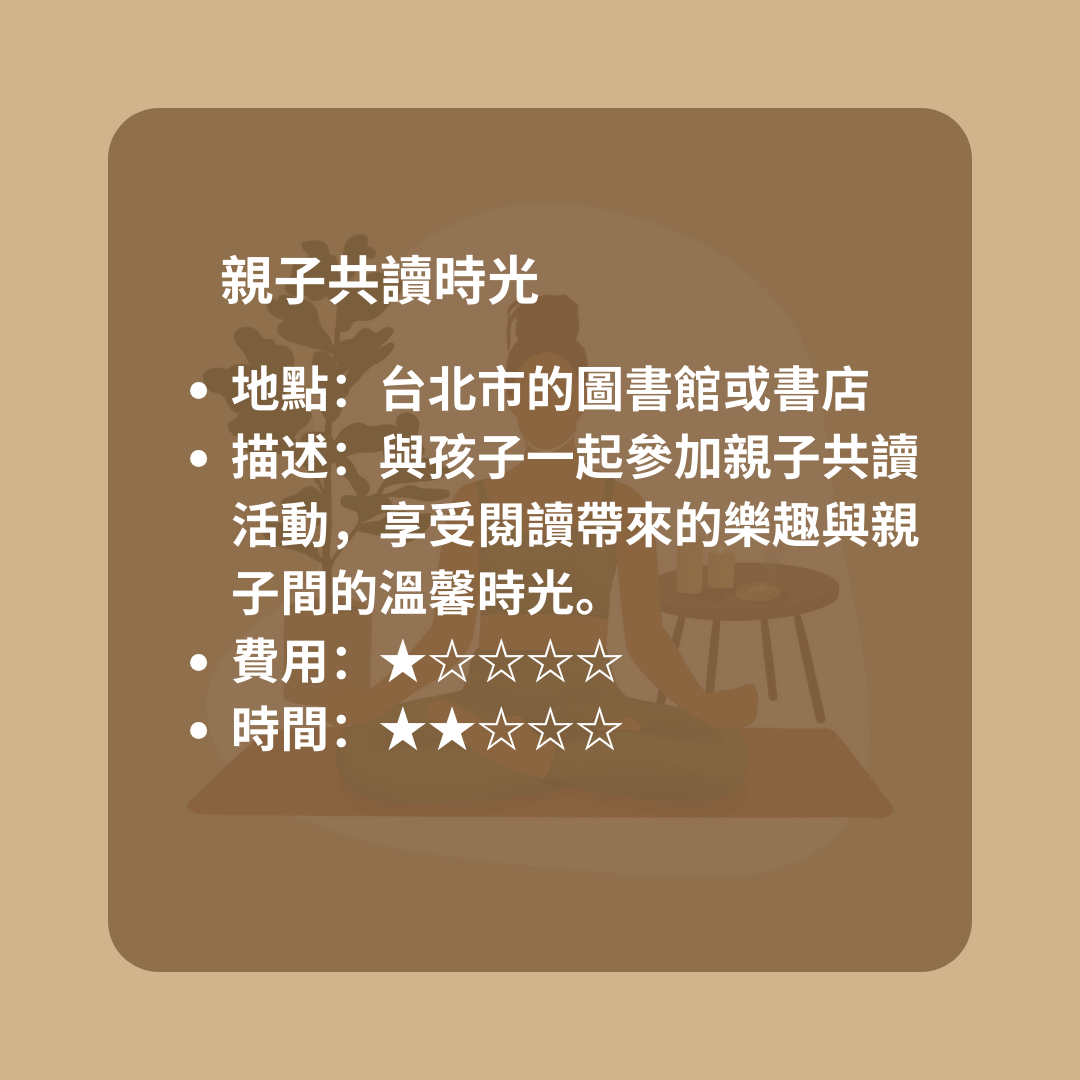 親子共讀時光
• 地點：台北市的圖書館或書店
• 描述：與孩子一起參加親子共讀
活動，享受閱讀帶來的樂趣與親
子間的溫馨時光。
• 費用：★☆☆☆☆
• 時間：★★☆☆☆